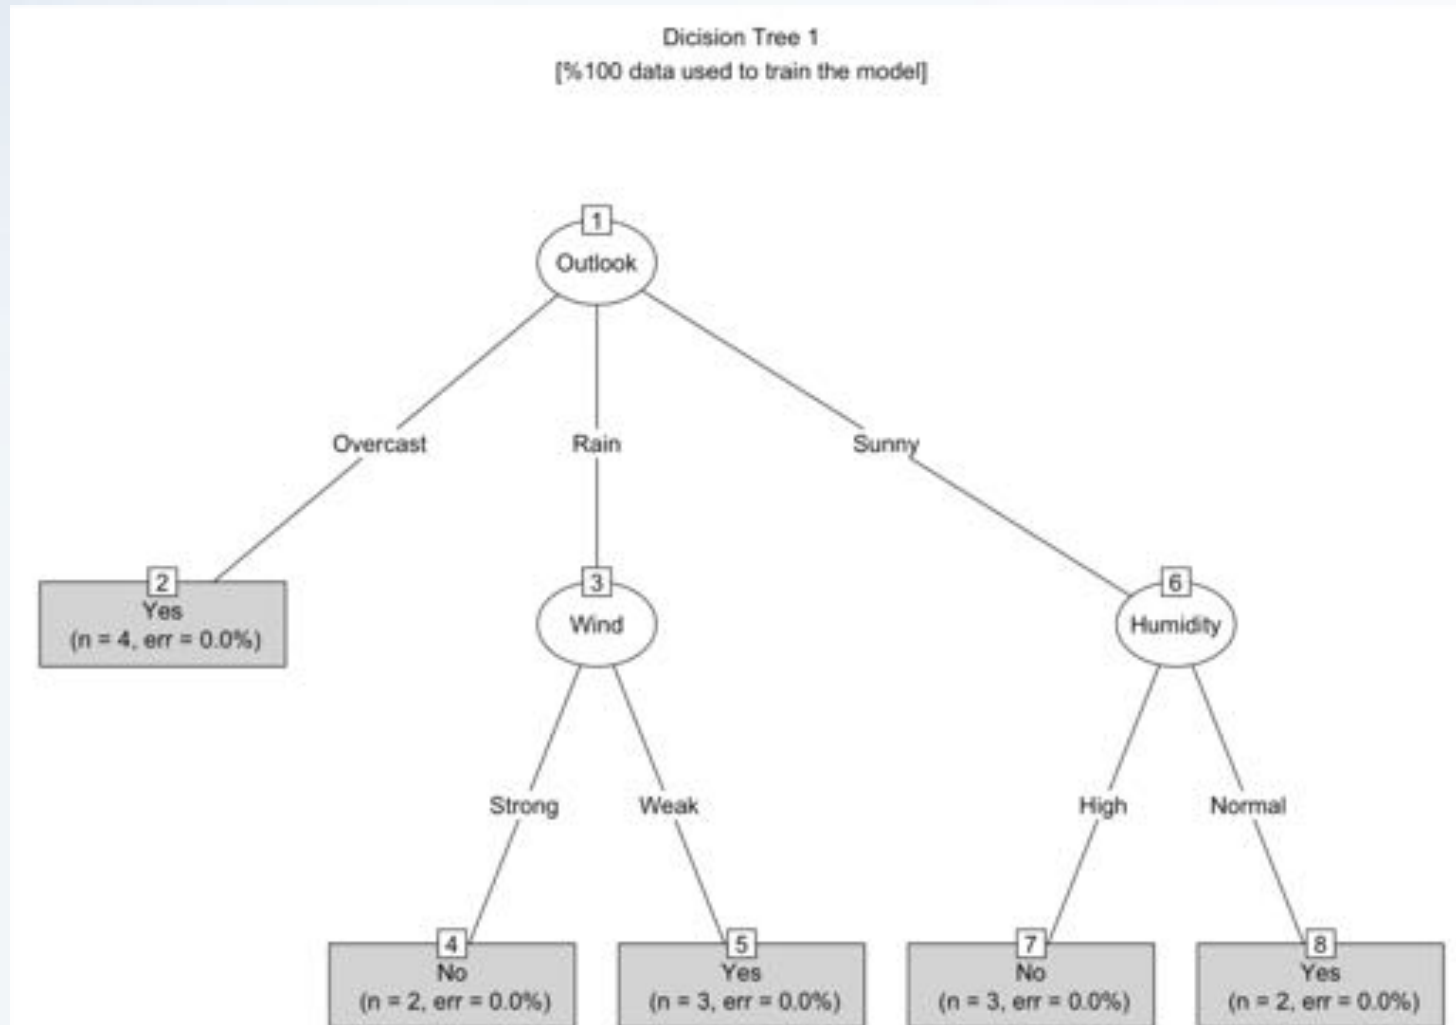 Dicision Tree 1
[%100 data used to train the model]
1
Outlook
Overcast
Rain
Sunny
2
Yes
(n = 4, err = 0.0%)
3
Wind
6
Humidity
Strong
Weak
High
Normal
4
No
(n = 2, err = 0.0%)
5
Yes
(n = 3, err = 0.0%)
7
No
(n = 3, err = 0.0%)
8
Yes
(n = 2, err = 0.0%)